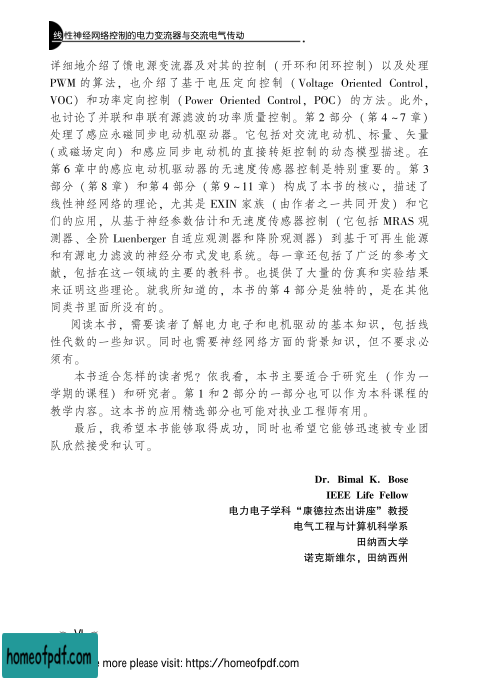 线性神经网络控制的电力变流器与交流电气传动
详细地介绍了馈电源变流器及对其的控制（开环和闭环控制）以及处理
PWM 的算法，也介绍了基于电压定向控制（Voltage Oriented Control，
VOC）和功率定向控制（Power Oriented Control，POC）的方法。此外，
也讨论了并联和串联有源滤波的功率质量控制。第 2 部分（第 4 ~ 7 章）
处理了感应永磁同步电动机驱动器。它包括对交流电动机、标量、矢量
（或磁场定向）和感应同步电动机的直接转矩控制的动态模型描述。在
第 6 章中的感应电动机驱动器的无速度传感器控制是特别重要的。第 3
部分（第 8 章）和第 4 部分（第 9 ~ 11 章）构成了本书的核心，描述了
线性神经网络的理论，尤其是 EXIN 家族（由作者之一共同开发）和它
们的应用，从基于神经参数估计和无速度传感器控制（它包括 MRAS 观
测器、全阶 Luenberger 自适应观测器和降阶观测器）到基于可再生能源
和有源电力滤波的神经分布式发电系统。每一章还包括了广泛的参考文
献，包括在这一领域的主要的教科书。也提供了大量的仿真和实验结果
来证明这些理论。就我所知道的，本书的第 4 部分是独特的，是在其他
同类书里面所没有的。
阅读本书，需要读者了解电力电子和电机驱动的基本知识，包括线
性代数的一些知识。同时也需要神经网络方面的背景知识，但不要求必
须有。
本书适合怎样的读者呢？依我看，本书主要适合于研究生（作为一
学期的课程）和研究者。第 1 和 2 部分的一部分也可以作为本科课程的
教学内容。这本书的应用精选部分也可能对执业工程师有用。
最后，我希望本书能够取得成功，同时也希望它能够迅速被专业团
队欣然接受和认可。
Dr. Bimal K. Bose
IEEE Life Fellow
电力电子学科“康德拉杰出讲座”教授
电气工程与计算机科学系
田纳西大学
诺克斯维尔，田纳西州
VI
homeofpdf.com
more please visit: https://homeofpdf.com